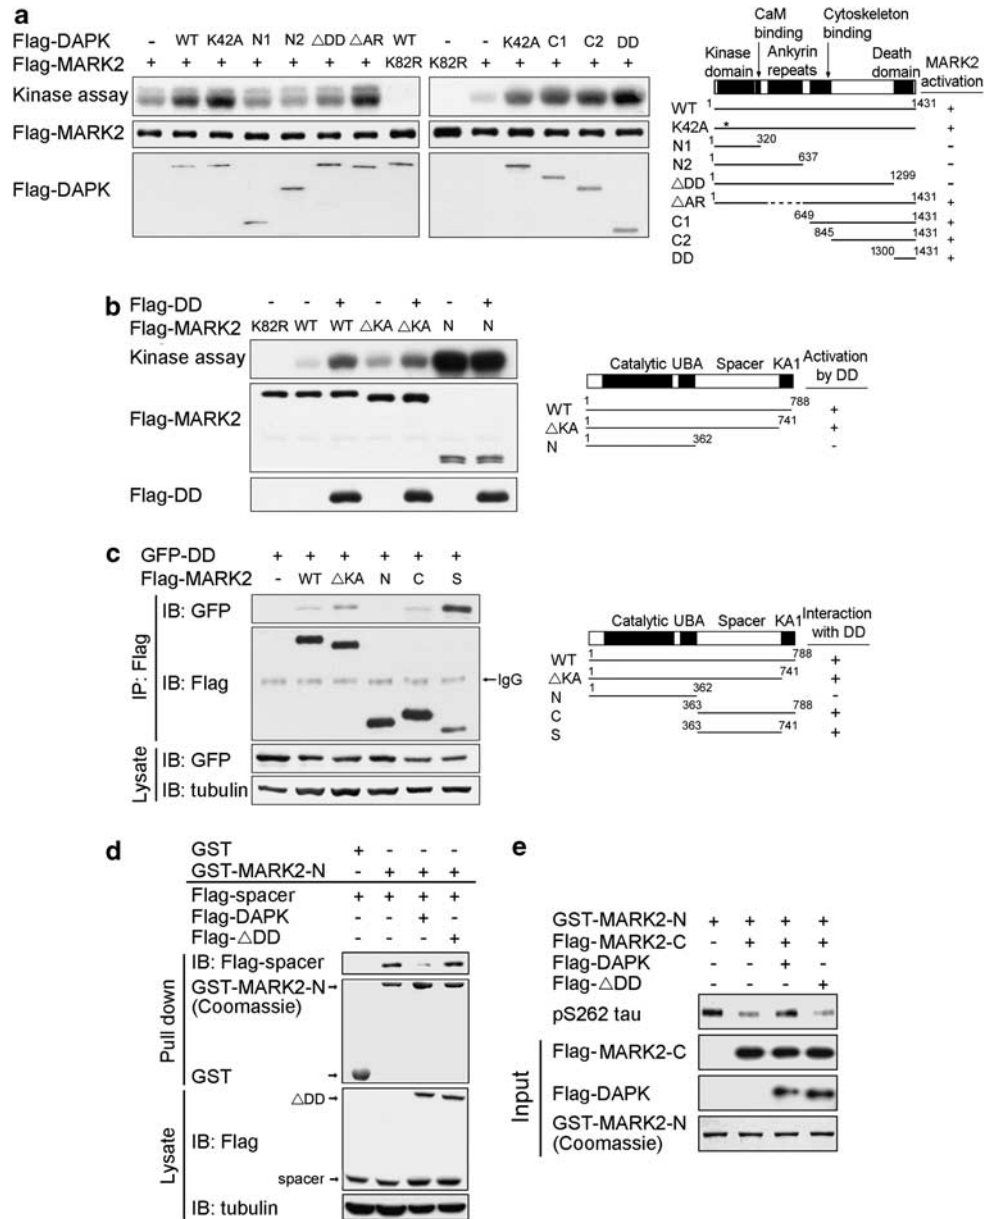 a
Flag-DAPK - WT K42A N1 N2 △DD △AR WT - - K42A C1 C2 DD
Flag-MARK2 + + + + + + + K82R K82R + + + + +
Kinase assay
Flag-MARK2
Flag-DAPK
CaM binding
Cytoskeleton binding
Kinase domain
Ankyrin repeats
Death domain
MARK2 activation
WT 1 1431 +
K42A * +
N1 1 320 -
N2 1 637 -
△DD 1 1299 -
△AR 1 1431 +
C1 649 1431 +
C2 845 1431 +
DD 1300 1431 +
b
Flag-DD - - + - + - +
Flag-MARK2 K82R WT WT △KA △KA N N
Kinase assay
Flag-MARK2
Flag-DD
Catalytic UBA Spacer KA1
Activation by DD
WT 1 788 +
△KA 1 741 +
N 1 362 -
c
GFP-DD + + + + + +
Flag-MARK2 - WT △KA N C S
IP: Flag
IB: GFP
IB: Flag
IgG
Lysate
IB: GFP
IB: tubulin
Catalytic UBA Spacer KA1
Interaction with DD
WT 1 788 +
△KA 1 741 +
N 1 362 -
C 363 788 +
S 363 741 +
d
GST + - - -
GST-MARK2-N - + + +
Flag-spacer + + + +
Flag-DAPK - - + -
Flag-△DD - - - +
Pull down
IB: Flag-spacer
GST-MARK2-N
(Coomassie)
GST
Lysate
△DD
IB: Flag
spacer
IB: tubulin
e
GST-MARK2-N + + + +
Flag-MARK2-C - + + +
Flag-DAPK - - + -
Flag-△DD - - - +
pS262 tau
Input
Flag-MARK2-C
Flag-DAPK
GST-MARK2-N
(Coomassie)